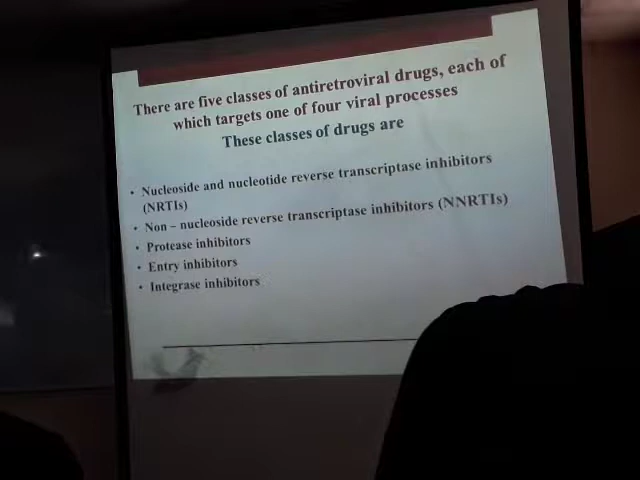 There are five classes of antiretroviral drugs, each of
which targets one of four viral processes
These classes of drugs are
• Nucleoside and nucleotide reverse transcriptase inhibitors
(NRTIs)
• Non – nucleoside reverse transcriptase inhibitors (NNRTIs)
• Protease inhibitors
• Entry inhibitors
• Integrase inhibitors